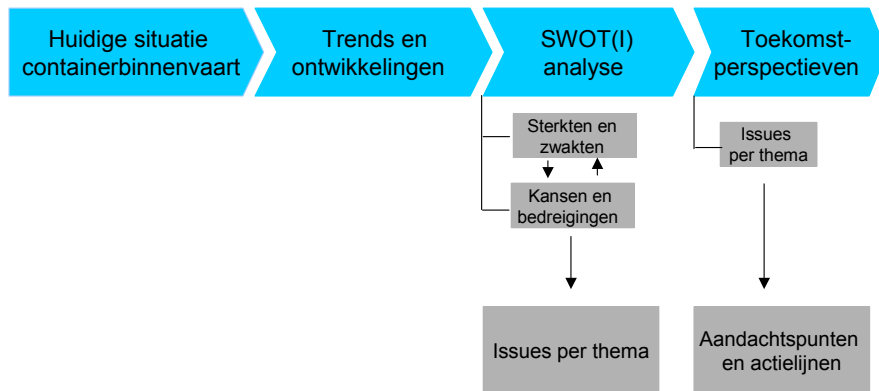 Huidige situatie
containerbinnenvaart
Trends en
ontwikkelingen
SWOT(I)
analyse
Toekomst-
perspectieven
Sterkten en
zwakten
Kansen en
bedreigingen
Issues per thema
Issues
per thema
Aandachtspunten
en actielijnen